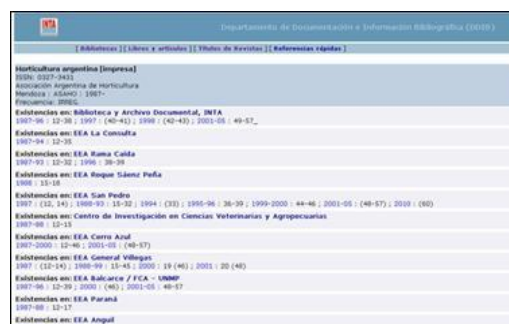 INTA
Departamento de Documentación e Información Bibliográfica (DDIB)
[ Bibliotecas ][ Libros y artículos ][ Títulos de Revistas ][ Referencias rápidas ]
Horticultura argentina [impresa]
ISSN: 0327-3431
Asociación Argentina de Horticultura
Mendoza : ASAHO : 1987-
Frecuencia: IRREG.
Existencias en: Biblioteca y Archivo Documental, INTA
1987-96 : 12-38 ; 1997 : (40-41) ; 1998 : (42-43) ; 2001-05 : 49-57_
Existencias en: EEA La Consulta
1987-94 : 12-35
Existencias en: EEA Rama Caída
1987-93 : 12-32 ; 1996 : 38-39
Existencias en: EEA Roque Sáenz Peña
1988 : 15-18
Existencias en: EEA San Pedro
1987 : (12, 14) ; 1988-93 : 15-32 ; 1994 : (33) ; 1995-96 : 36-39 ; 1999-2000 : 44-46 ; 2001-05 : (48-57) ; 2010 : (60)
Existencias en: Centro de Investigación en Ciencias Veterinarias y Agropecuarias
1987-88 : 12-15
Existencias en: EEA Cerro Azul
1987-2000 : 12-46 ; 2001-05 : (48-57)
Existencias en: EEA General Villegas
1987 : (12-14) ; 1988-99 : 15-45 ; 2000 : 19 (46) ; 2001 : 20 (48)
Existencias en: EEA Balcarce / FCA - UNMP
1987-96 : 12-39 ; 2000 : (46) ; 2001-05 : 48-57
Existencias en: EEA Paraná
1987-88 : 12-17
Existencias en: EEA Anguil